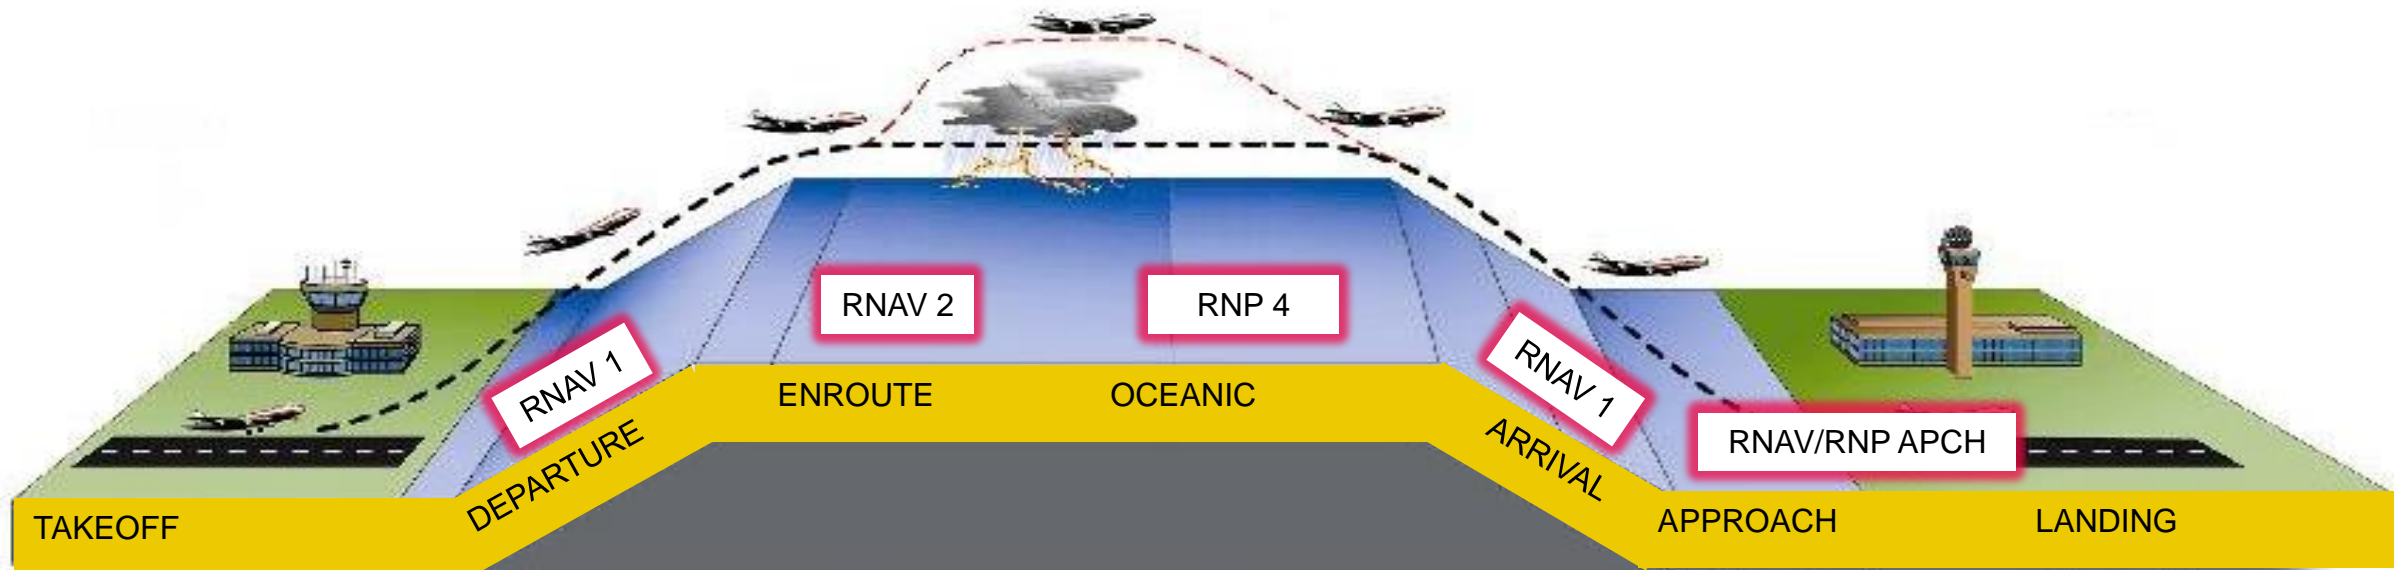 RNAV 2
RNP 4
RNAV 1
RNAV 1
RNAV/RNP APCH
TAKEOFF
DEPARTURE
ENROUTE
OCEANIC
ARRIVAL
APPROACH
LANDING